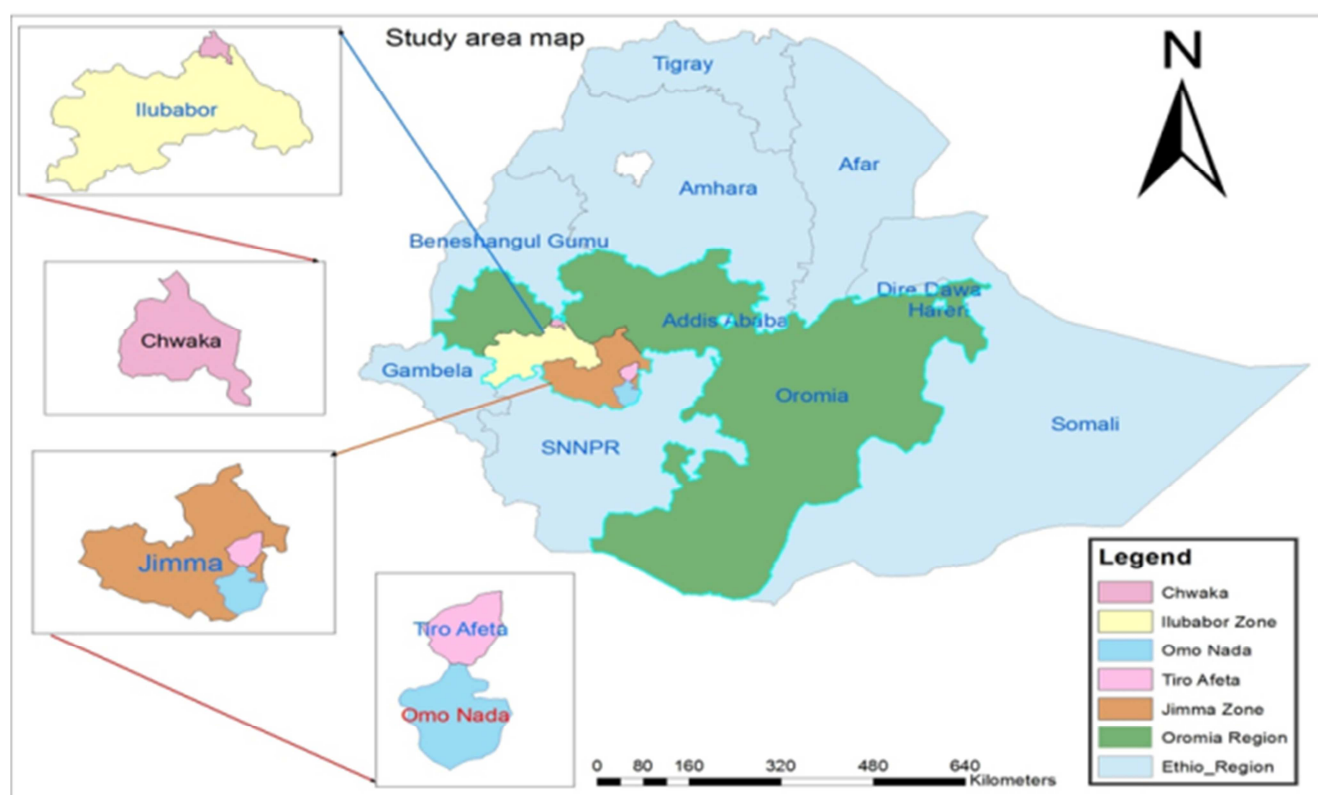 Study area map
N
Tigray
Ilubabor
Afar
Amhara
Beneshangul Gumu
Dire Dawa
Harer
Addis Ababa
Chwaka
Gambela
Oromia
Somali
SNNPR
Jimma
Tiro Afeta
Omo Nada
Legend
Chwaka
Ilubabor Zone
Omo Nada
Tiro Afeta
Jimma Zone
Oromia Region
Ethio_Region
0 80 160 320 480 640
Kilometers